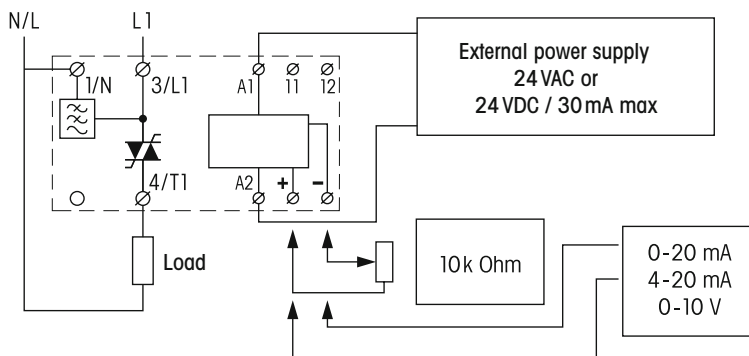 N/L
L1
External power supply
24 VAC or
24 VDC / 30 mA max
1/N
3/L1
A1
11
12
4/T1
A2
+
–
Load
10k Ohm
0-20 mA
4-20 mA
0-10 V